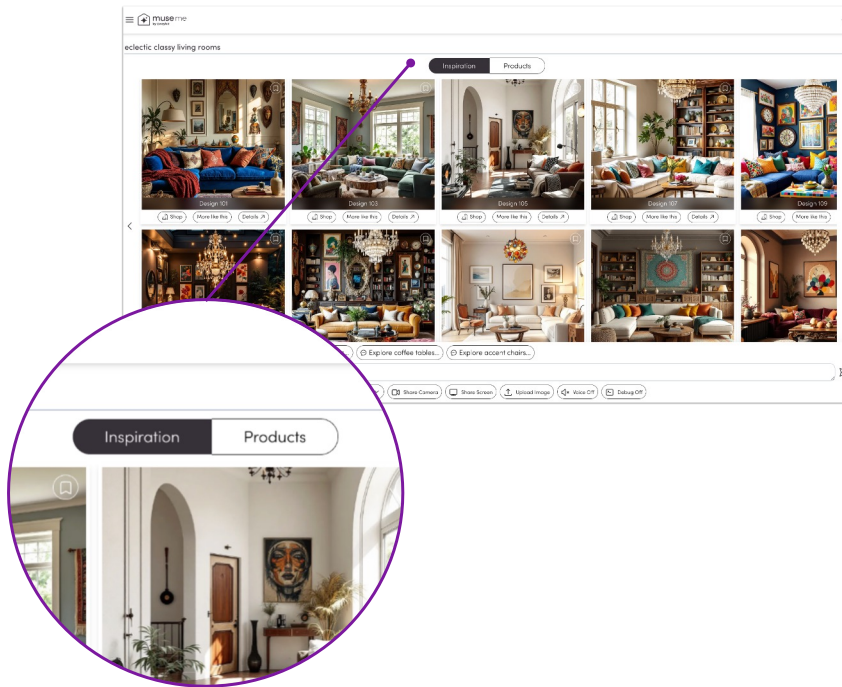 museme
by Wayfair
eclectic classy living rooms
Inspiration Products
Design 101 Design 103 Design 105 Design 107 Design 109
Shop More like this Details Shop More like this Details Shop More like this Details Shop More like this Details Shop More like this
Explore coffee tables... Explore accent chairs...
Share Camera Share Screen Upload Image Voice Off Debug Off
Inspiration Products